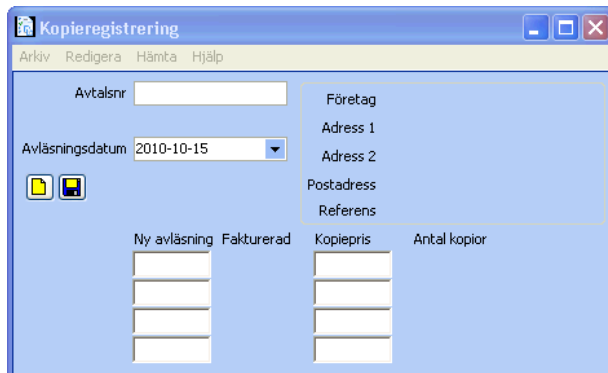 Kopieregistrering
Arkiv Redigera Hämta Hjälp
Avtalsnr
Avläsningsdatum 2010-10-15
Företag
Adress 1
Adress 2
Postadress
Referens
Ny avläsning Fakturerad Kopiepris Antal kopior